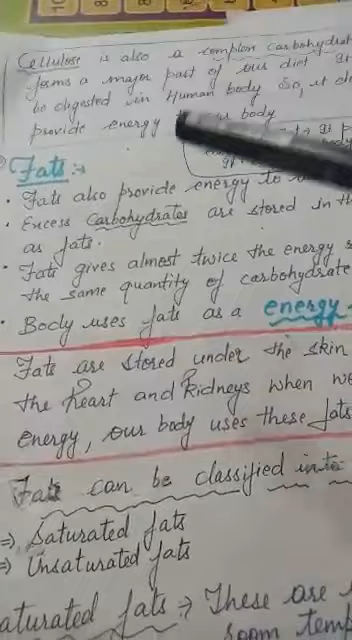 Cellulose is also a complex Carbohydrat
forms a major part of our diet It
be digested in Human body So, it d
provide energy body
Fats :→
• Fats also provide energy to
• Excess Carbohydrates are stored in th
as fats.
• Fats gives almost twice the energy
the same quantity of carbohydrate
• Body uses fats as a energy
Fats are stored under the skin
the heart and kidneys when we
energy, our body uses these fats
Fats can be classified into
⇒ Saturated fats
⇒ Unsaturated fats
aturated fats ⇒ These are
room temp